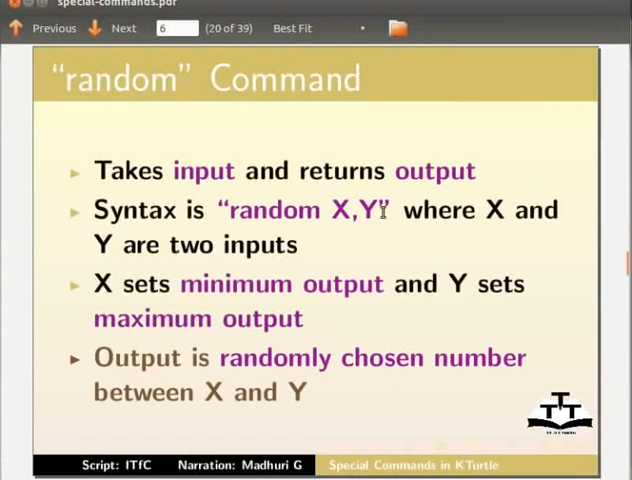 special-commands.pdf
Previous Next 6 (20 of 39) Best Fit
“random” Command
Takes input and returns output
Syntax is “random X,Y” where X and
Y are two inputs
X sets minimum output and Y sets
maximum output
Output is randomly chosen number
between X and Y
Script: ITfC Narration: Madhuri G Special Commands in KTurtle